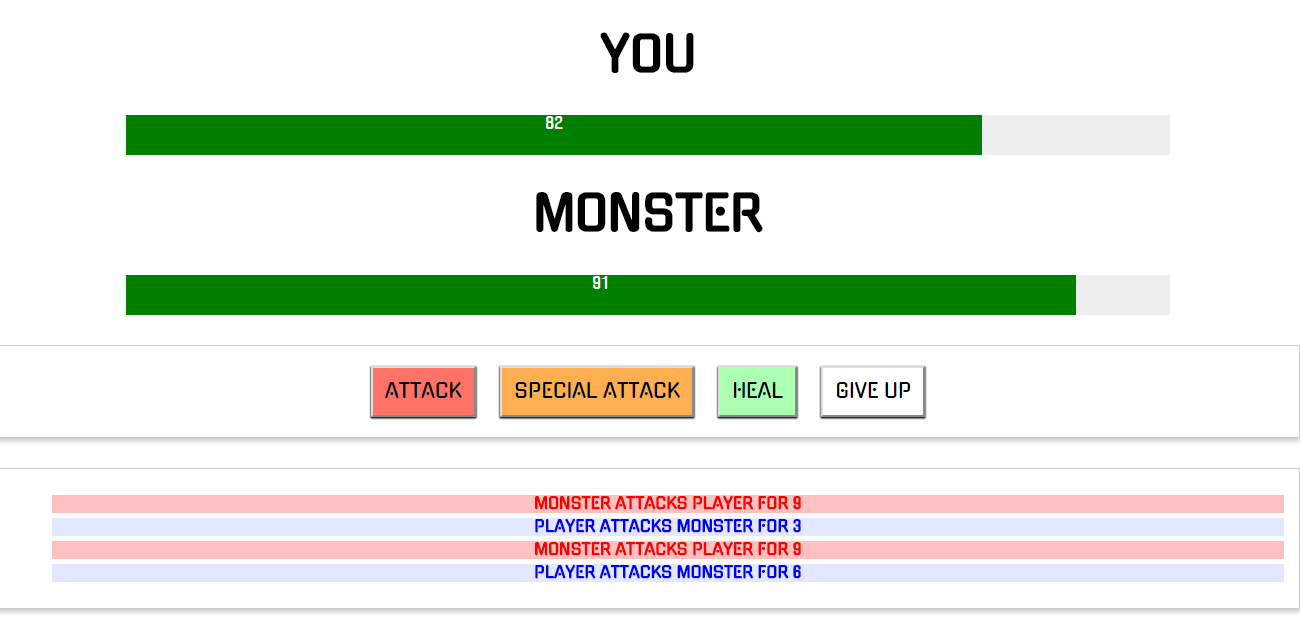 YOU
82
MONSTER
91
ATTACK SPECIAL ATTACK HEAL GIVE UP
MONSTER ATTACKS PLAYER FOR 9
PLAYER ATTACKS MONSTER FOR 3
MONSTER ATTACKS PLAYER FOR 9
PLAYER ATTACKS MONSTER FOR 6